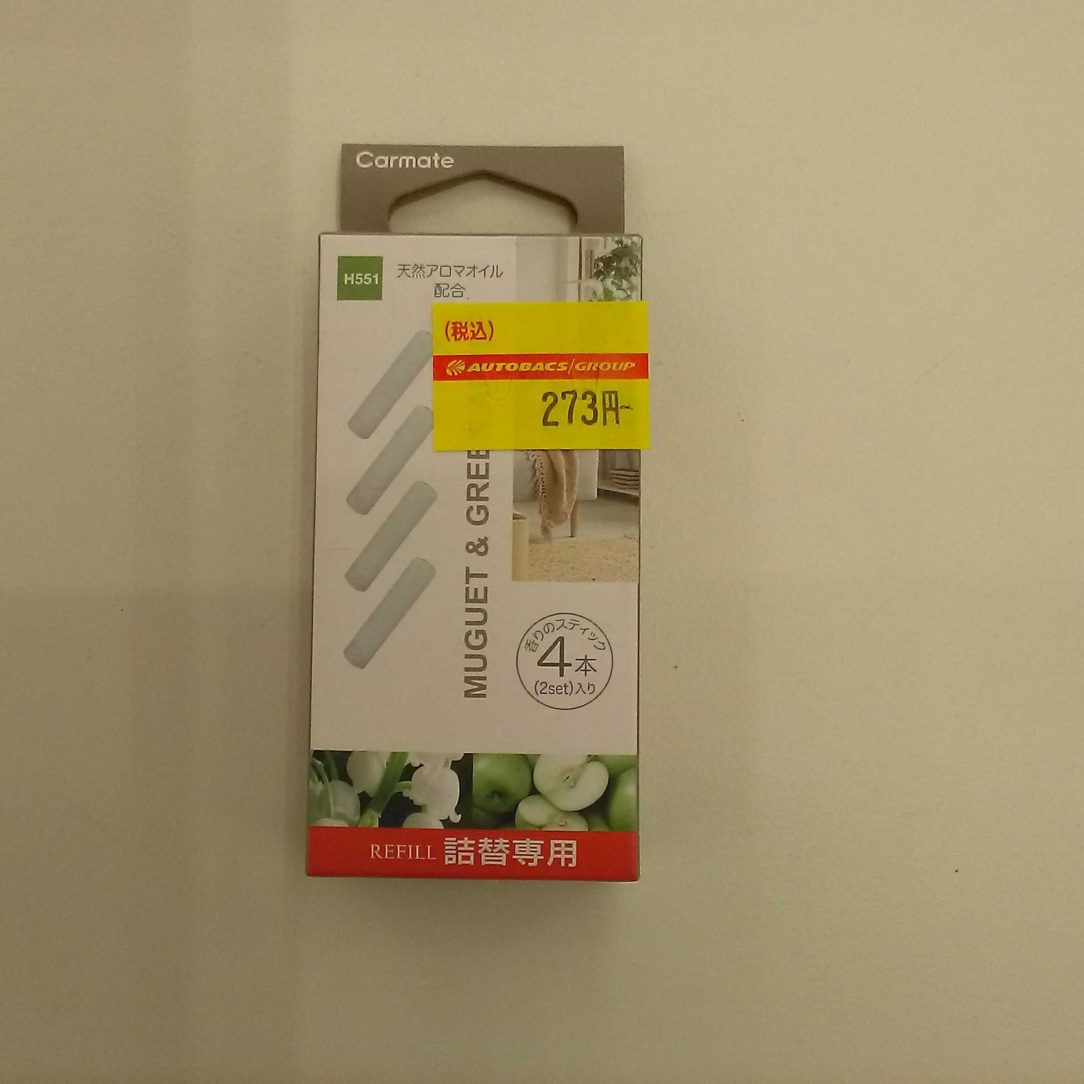 Carmate
H551
天然アロマオイル
配合
(税込)
AUTOBACS/GROUP
273円
MUGUET &
香りのスティック
4本
(2set)入り
REFILL 詰替専用